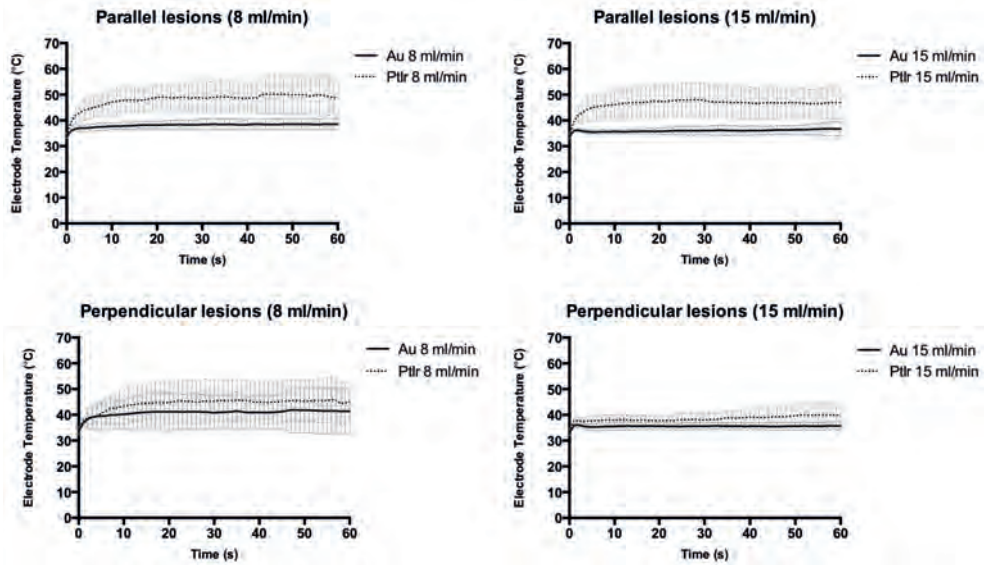 Parallel lesions (8 ml/min)
Electrode Temperature (°C)
70
60
50
40
30
20
10
0
0 10 20 30 40 50 60
Time (s)
Au 8 ml/min
PtIr 8 ml/min
Parallel lesions (15 ml/min)
Electrode Temperature (°C)
70
60
50
40
30
20
10
0
0 10 20 30 40 50 60
Time (s)
Au 15 ml/min
PtIr 15 ml/min
Perpendicular lesions (8 ml/min)
Electrode Temperature (°C)
70
60
50
40
30
20
10
0
0 10 20 30 40 50 60
Time (s)
Au 8 ml/min
PtIr 8 ml/min
Perpendicular lesions (15 ml/min)
Electrode Temperature (°C)
70
60
50
40
30
20
10
0
0 10 20 30 40 50 60
Time (s)
Au 15 ml/min
PtIr 15 ml/min